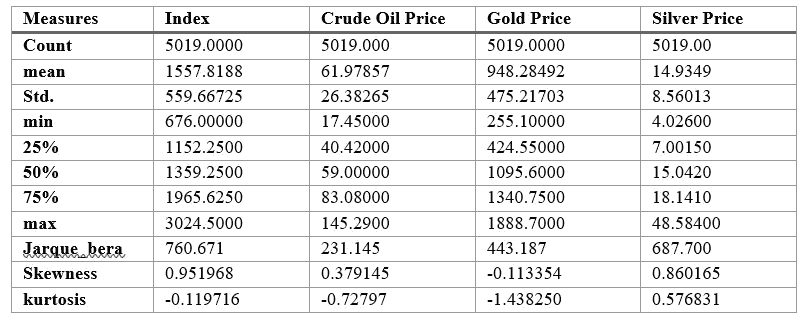 Measures Index Crude Oil Price Gold Price Silver Price
Count 5019.0000 5019.000 5019.0000 5019.00
mean 1557.8188 61.97857 948.28492 14.9349
Std. 559.66725 26.38265 475.21703 8.56013
min 676.00000 17.45000 255.10000 4.02600
25% 1152.2500 40.42000 424.55000 7.00150
50% 1359.2500 59.00000 1095.6000 15.0420
75% 1965.6250 83.08000 1340.7500 18.1410
max 3024.5000 145.2900 1888.7000 48.58400
Jarque_bera 760.671 231.145 443.187 687.700
Skewness 0.951968 0.379145 -0.113354 0.860165
kurtosis -0.119716 -0.72797 -1.438250 0.576831